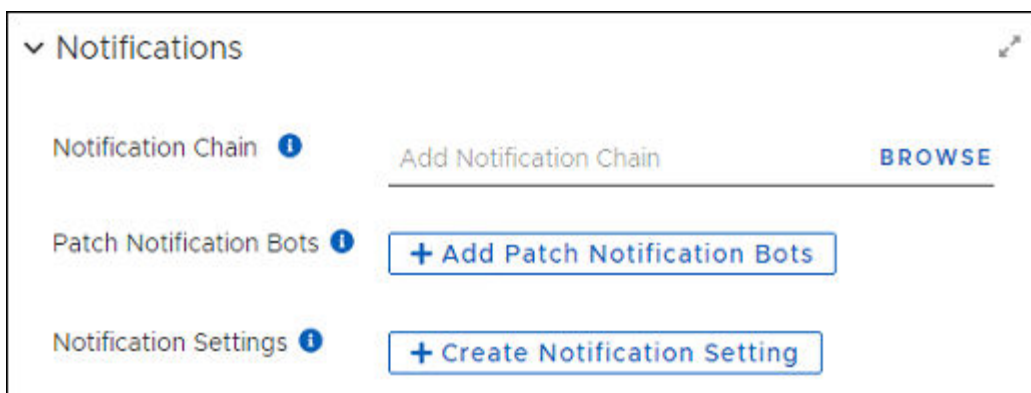 Notifications
Notification Chain
Add Notification Chain BROWSE
Patch Notification Bots
+ Add Patch Notification Bots
Notification Settings
+ Create Notification Setting